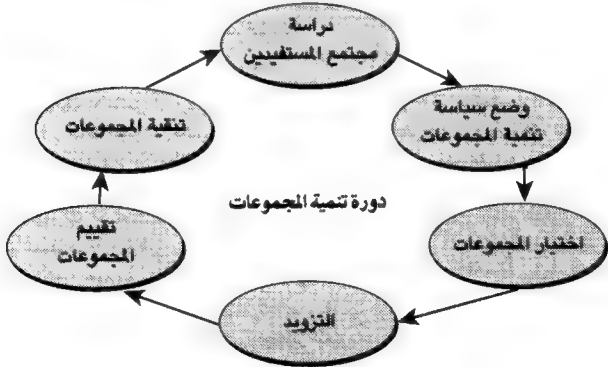 دراسة
مجتمع المستفيدين
وضع سياسة
تنمية المجموعات
اختيار المجموعات
التزويد
تقييم
المجموعات
تنقية المجموعات
دورة تنمية المجموعات